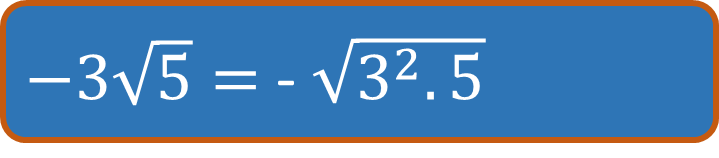 −3√5 = - √3². 5